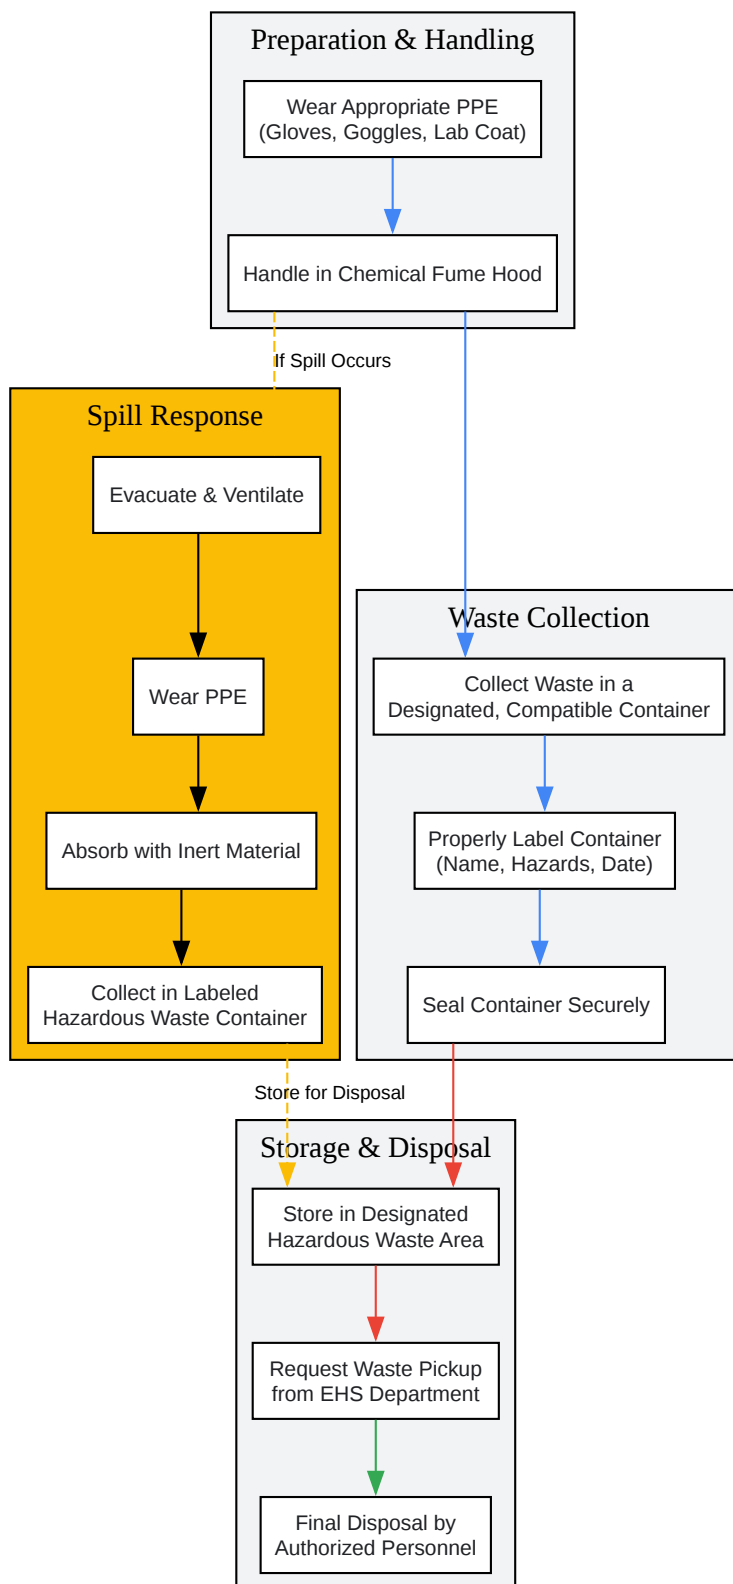 Preparation & Handling
Wear Appropriate PPE
(Gloves, Goggles, Lab Coat)
Handle in Chemical Fume Hood
If Spill Occurs
Spill Response
Evacuate & Ventilate
Wear PPE
Absorb with Inert Material
Collect in Labeled
Hazardous Waste Container
Waste Collection
Collect Waste in a
Designated, Compatible Container
Properly Label Container
(Name, Hazards, Date)
Seal Container Securely
Store for Disposal
Storage & Disposal
Store in Designated
Hazardous Waste Area
Request Waste Pickup
from EHS Department
Final Disposal by
Authorized Personnel